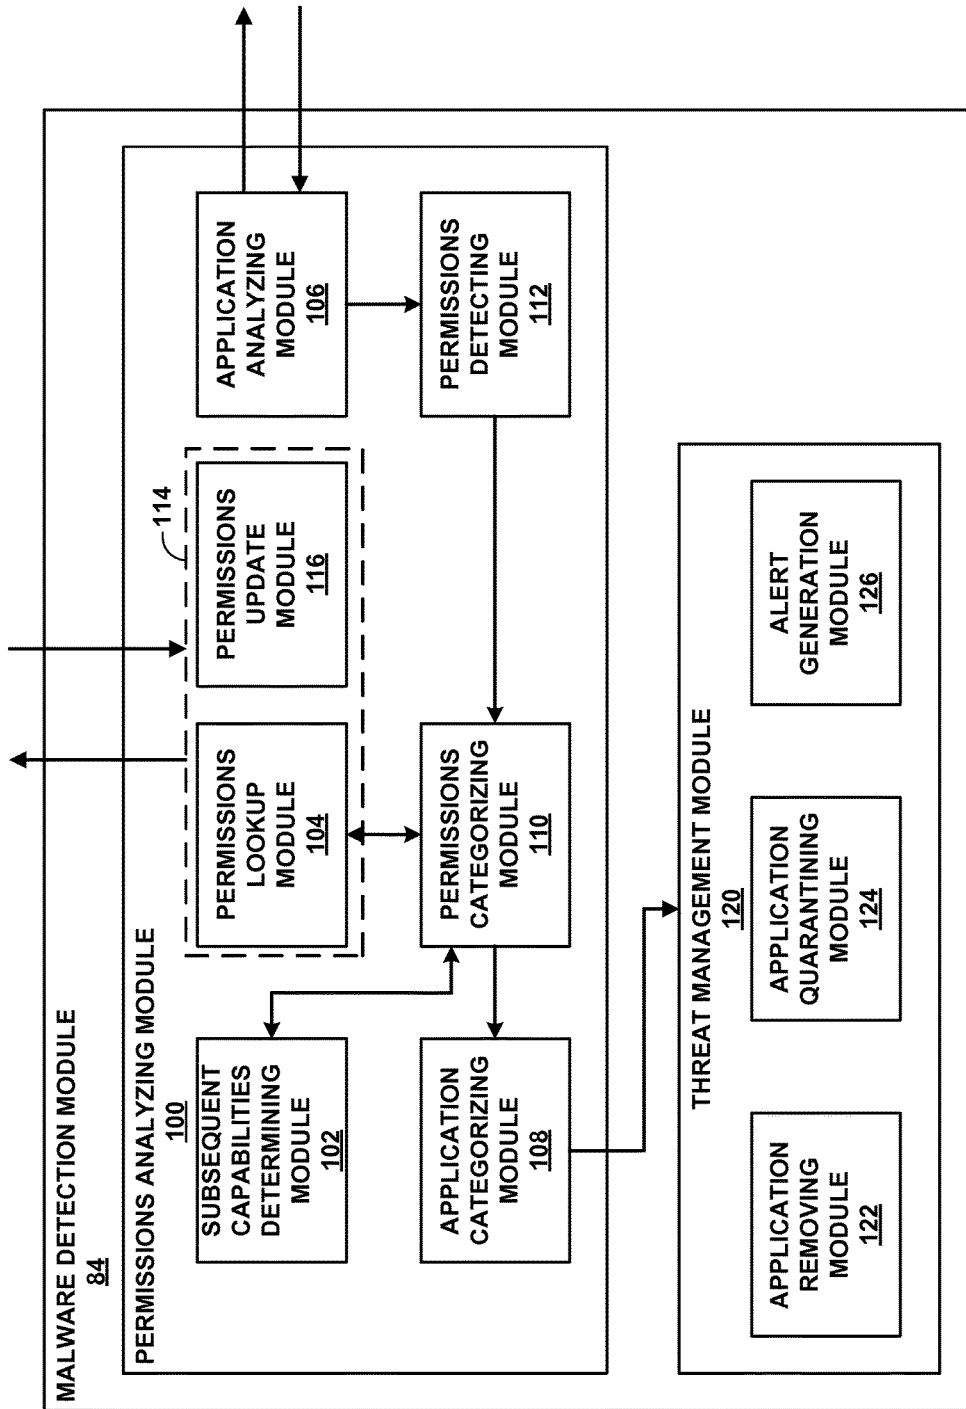 MALWARE DETECTION MODULE
84
PERMISSIONS ANALYZING MODULE
100
SUBSEQUENT
CAPABILITIES
DETERMINING
MODULE
102
PERMISSIONS
LOOKUP
MODULE
104
114
PERMISSIONS
UPDATE
MODULE
116
APPLICATION
ANALYZING
MODULE
106
APPLICATION
CATEGORIZING
MODULE
108
PERMISSIONS
CATEGORIZING
MODULE
110
PERMISSIONS
DETECTING
MODULE
112
THREAT MANAGEMENT MODULE
120
APPLICATION
REMOVING
MODULE
122
APPLICATION
QUARANTINING
MODULE
124
ALERT
GENERATION
MODULE
126